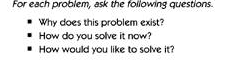 For each problem, ask the following questions.
▪ Why does this problem exist?
▪ How do you solve it now?
▪ How would you like to solve it?